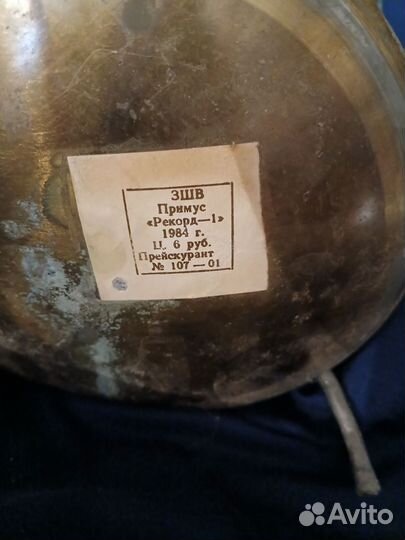 ЗШВ
Примус
«Рекорд—1»
1984 г.
Ц. 6 руб.
Прейскурант
№ 107—01
Avito